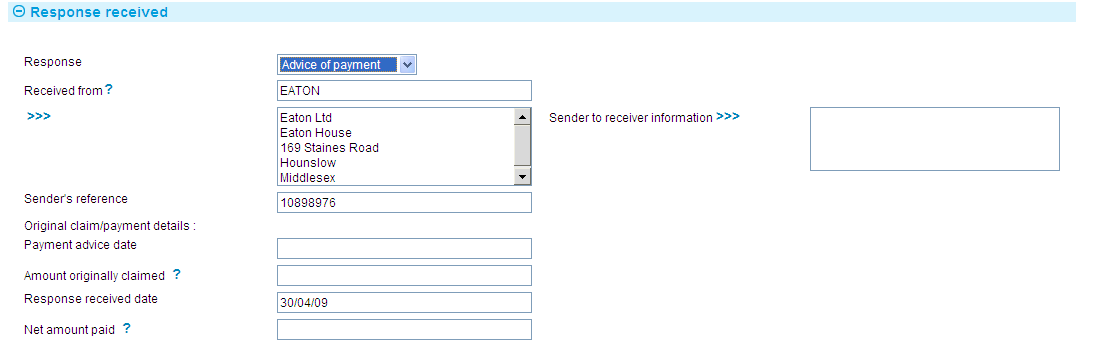 Response received
Response Advice of payment
Received from ? EATON
>>> Eaton Ltd
Eaton House
169 Staines Road
Hounslow
Middlesex
Sender to receiver information >>>
Sender's reference 10898976
Original claim/payment details :
Payment advice date
Amount originally claimed ?
Response received date 30/04/09
Net amount paid ?